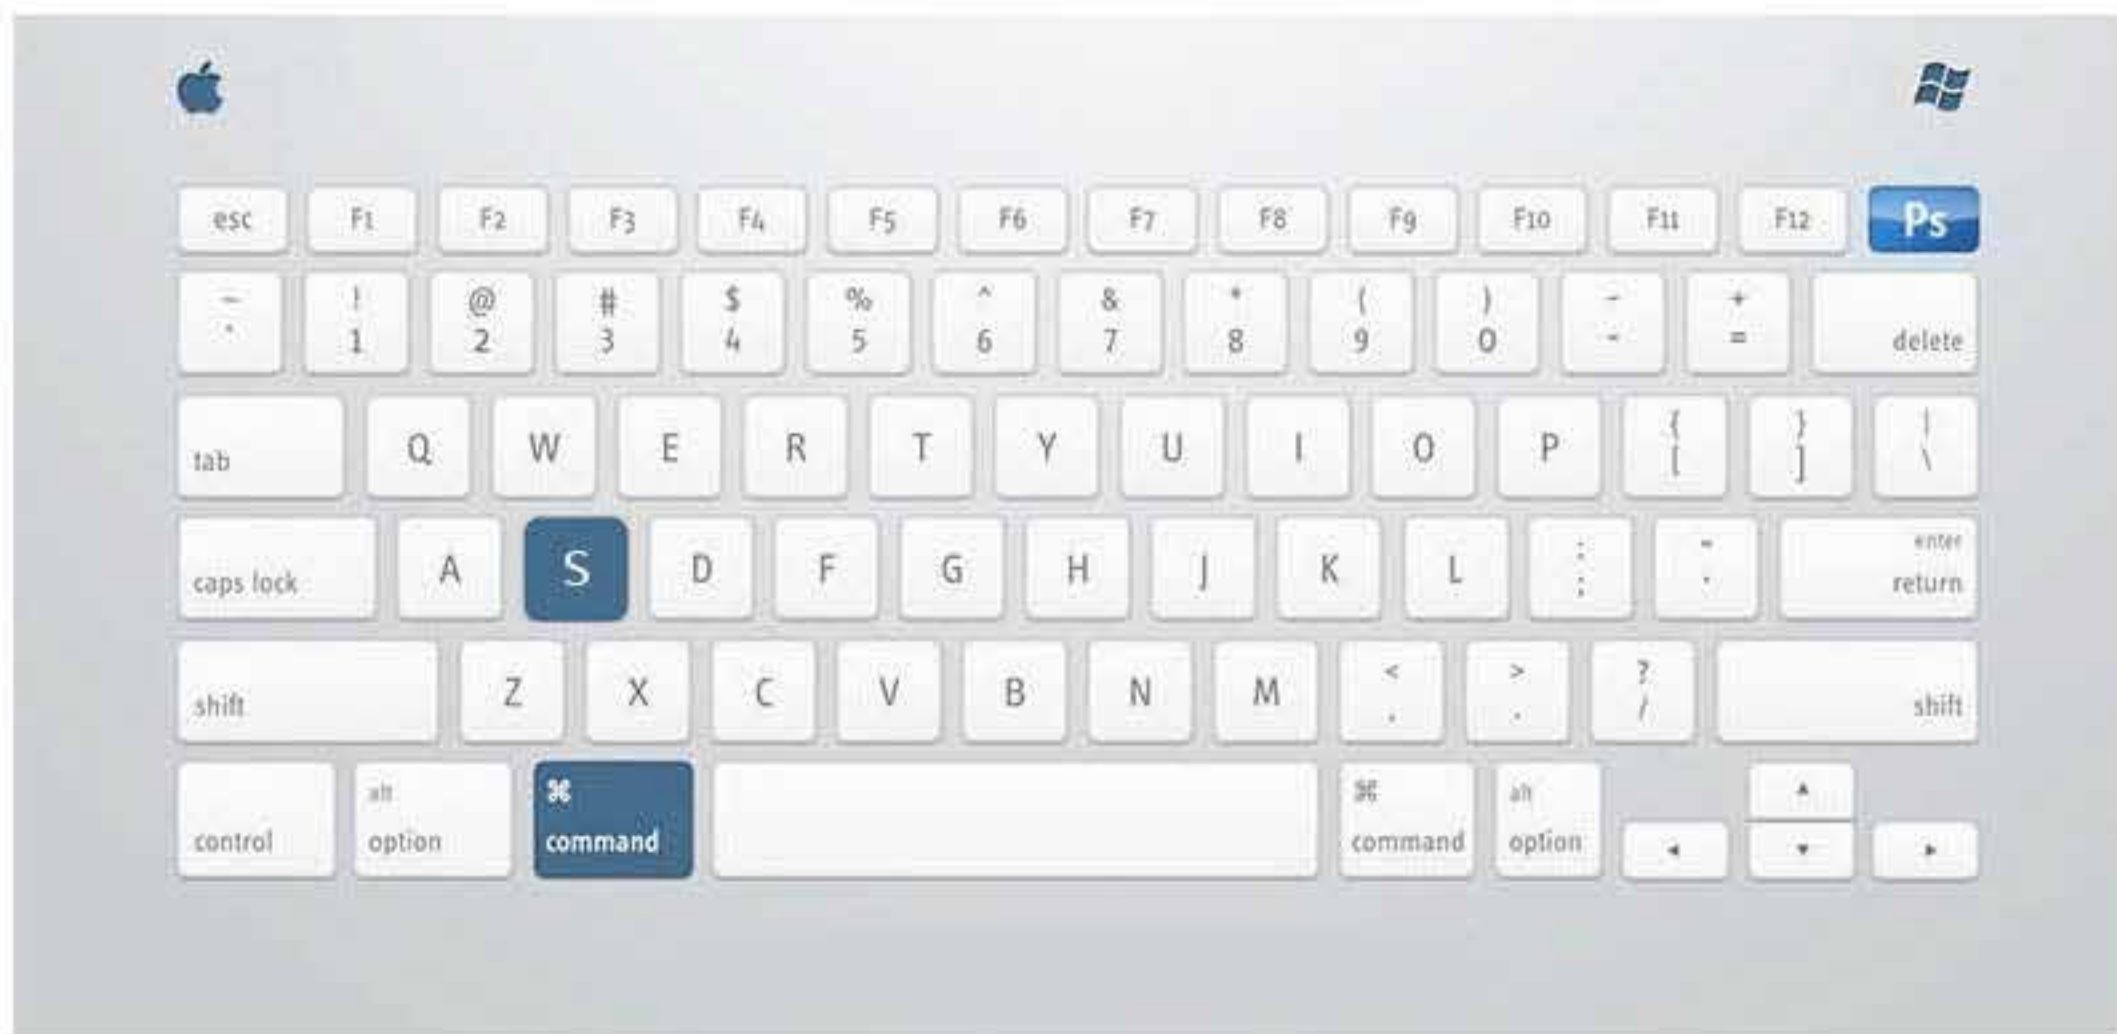 esc F1 F2 F3 F4 F5 F6 F7 F8 F9 F10 F11 F12 Ps
! @ # $ % ^ & * ( ) +
1 2 3 4 5 6 7 8 9 0 - = delete
tab Q W E R T Y U I O P { [ } ] | \
caps lock A S D F G H J K L : ; enter return
shift Z X C V B N M < > ? / shift
control alt option ⌘ command ⌘ command alt option